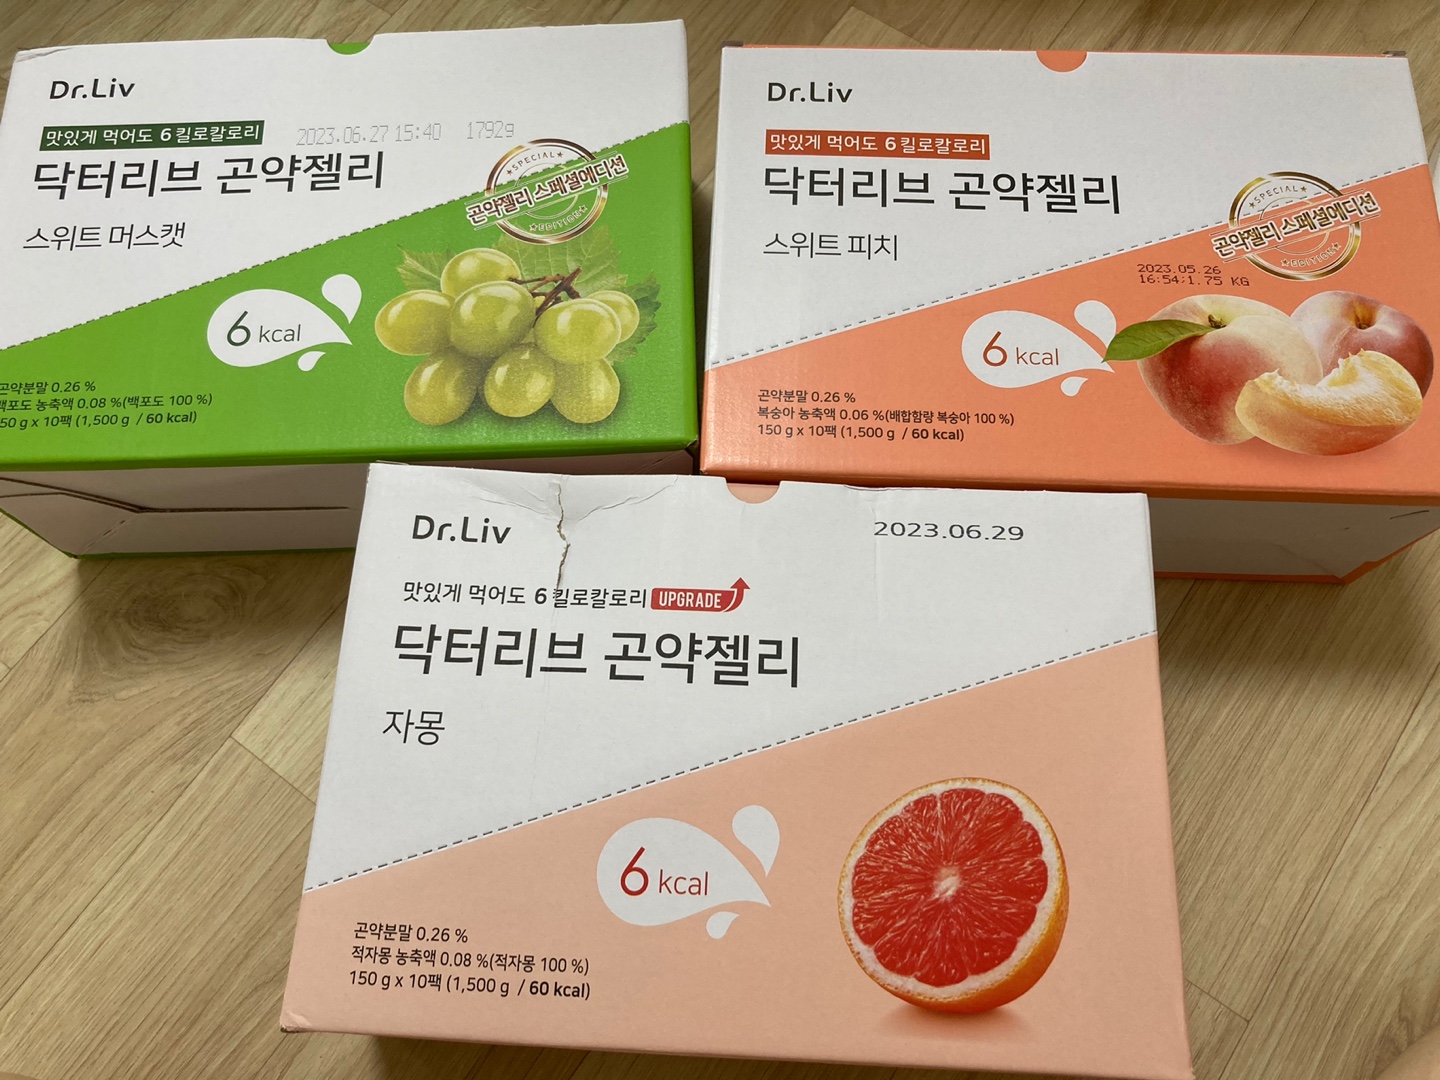 Dr.Liv
맛있게 먹어도 6킬로칼로리
2023.06.27 15:40 1792g
닥터리브 곤약젤리
스위트 머스캣
SPECIAL
곤약젤리 스페셜에디션
EDITION
6 kcal
곤약분말 0.26 %
백포도 농축액 0.08 %(백포도 100 %)
50 g x 10팩 (1,500 g / 60 kcal)
Dr.Liv
맛있게 먹어도 6킬로칼로리
닥터리브 곤약젤리
스위트 피치
SPECIAL
곤약젤리 스페셜에디션
EDITION
2023.05.26
16:54:1.75 KG
6 kcal
곤약분말 0.26 %
복숭아 농축액 0.06 %(배합함량 복숭아 100 %)
150 g x 10팩 (1,500 g / 60 kcal)
Dr.Liv
2023.06.29
맛있게 먹어도 6킬로칼로리 UPGRADE
닥터리브 곤약젤리
자몽
6 kcal
곤약분말 0.26 %
적자몽 농축액 0.08 %(적자몽 100 %)
150 g x 10팩 (1,500 g / 60 kcal)